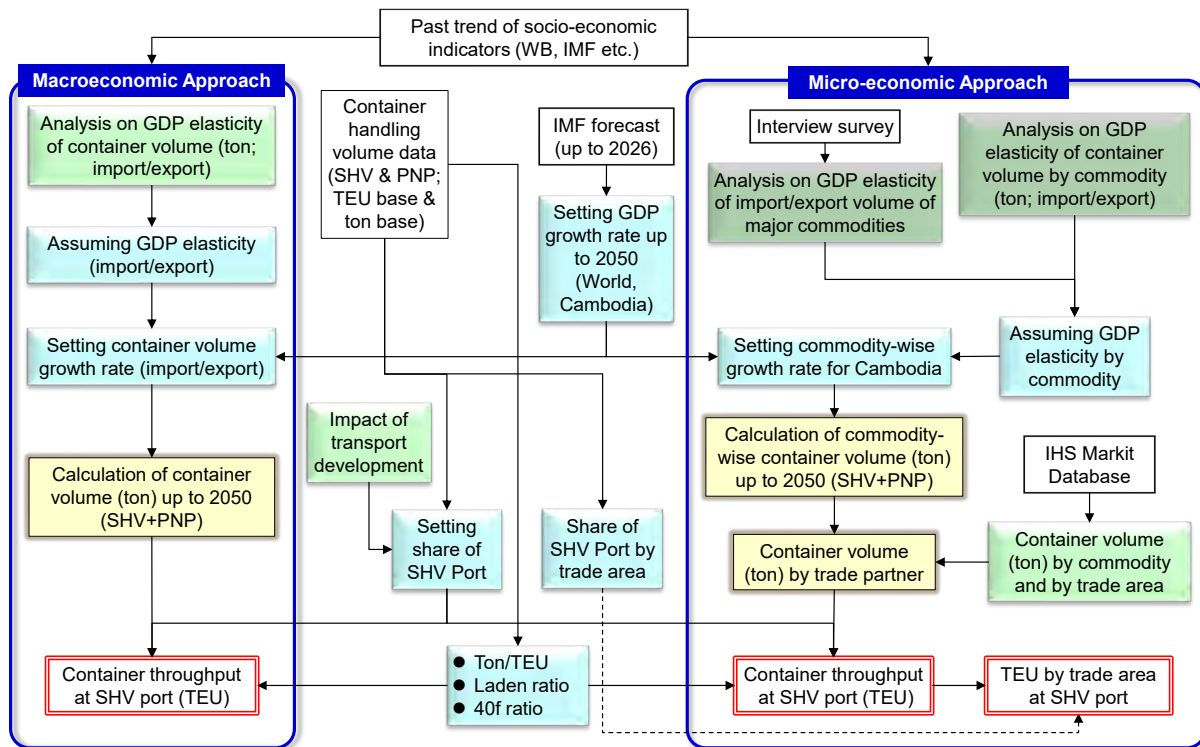 Past trend of socio-economic
indicators (WB, IMF etc.)
Macroeconomic Approach
Analysis on GDP elasticity
of container volume (ton;
import/export)
Assuming GDP elasticity
(import/export)
Setting container volume
growth rate (import/export)
Calculation of container
volume (ton) up to 2050
(SHV+PNP)
Container throughput
at SHV port (TEU)
Container
handling
volume data
(SHV & PNP;
TEU base &
ton base)
IMF forecast
(up to 2026)
Setting GDP
growth rate up
to 2050
(World,
Cambodia)
Impact of
transport
development
Setting
share of
SHV Port
Share of
SHV Port by
trade area
● Ton/TEU
● Laden ratio
● 40f ratio
Micro-economic Approach
Interview survey
Analysis on GDP elasticity
of import/export volume of
major commodities
Analysis on GDP
elasticity of container
volume by commodity
(ton; import/export)
Setting commodity-wise
growth rate for Cambodia
Assuming GDP
elasticity by
commodity
Calculation of commodity-
wise container volume (ton)
up to 2050 (SHV+PNP)
IHS Markit
Database
Container volume
(ton) by trade partner
Container volume
(ton) by commodity
and by trade area
Container throughput
at SHV port (TEU)
TEU by trade area
at SHV port